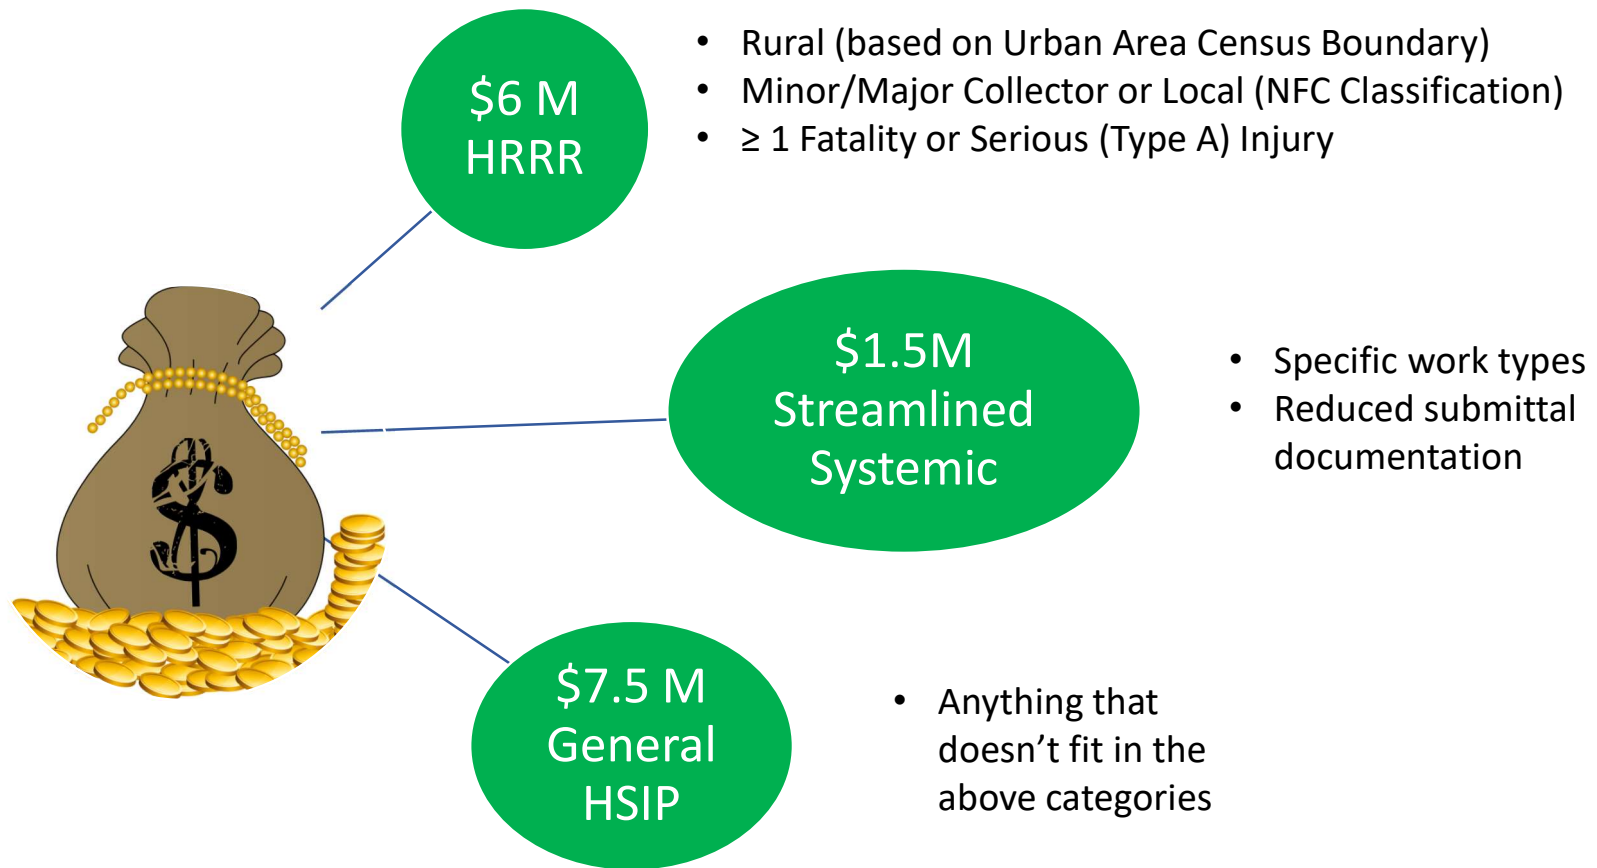 $6 M
HRRR
• Rural (based on Urban Area Census Boundary)
• Minor/Major Collector or Local (NFC Classification)
• ≥ 1 Fatality or Serious (Type A) Injury
$1.5M
Streamlined
Systemic
• Specific work types
• Reduced submittal
documentation
$
$7.5 M
General
HSIP
• Anything that
doesn’t fit in the
above categories